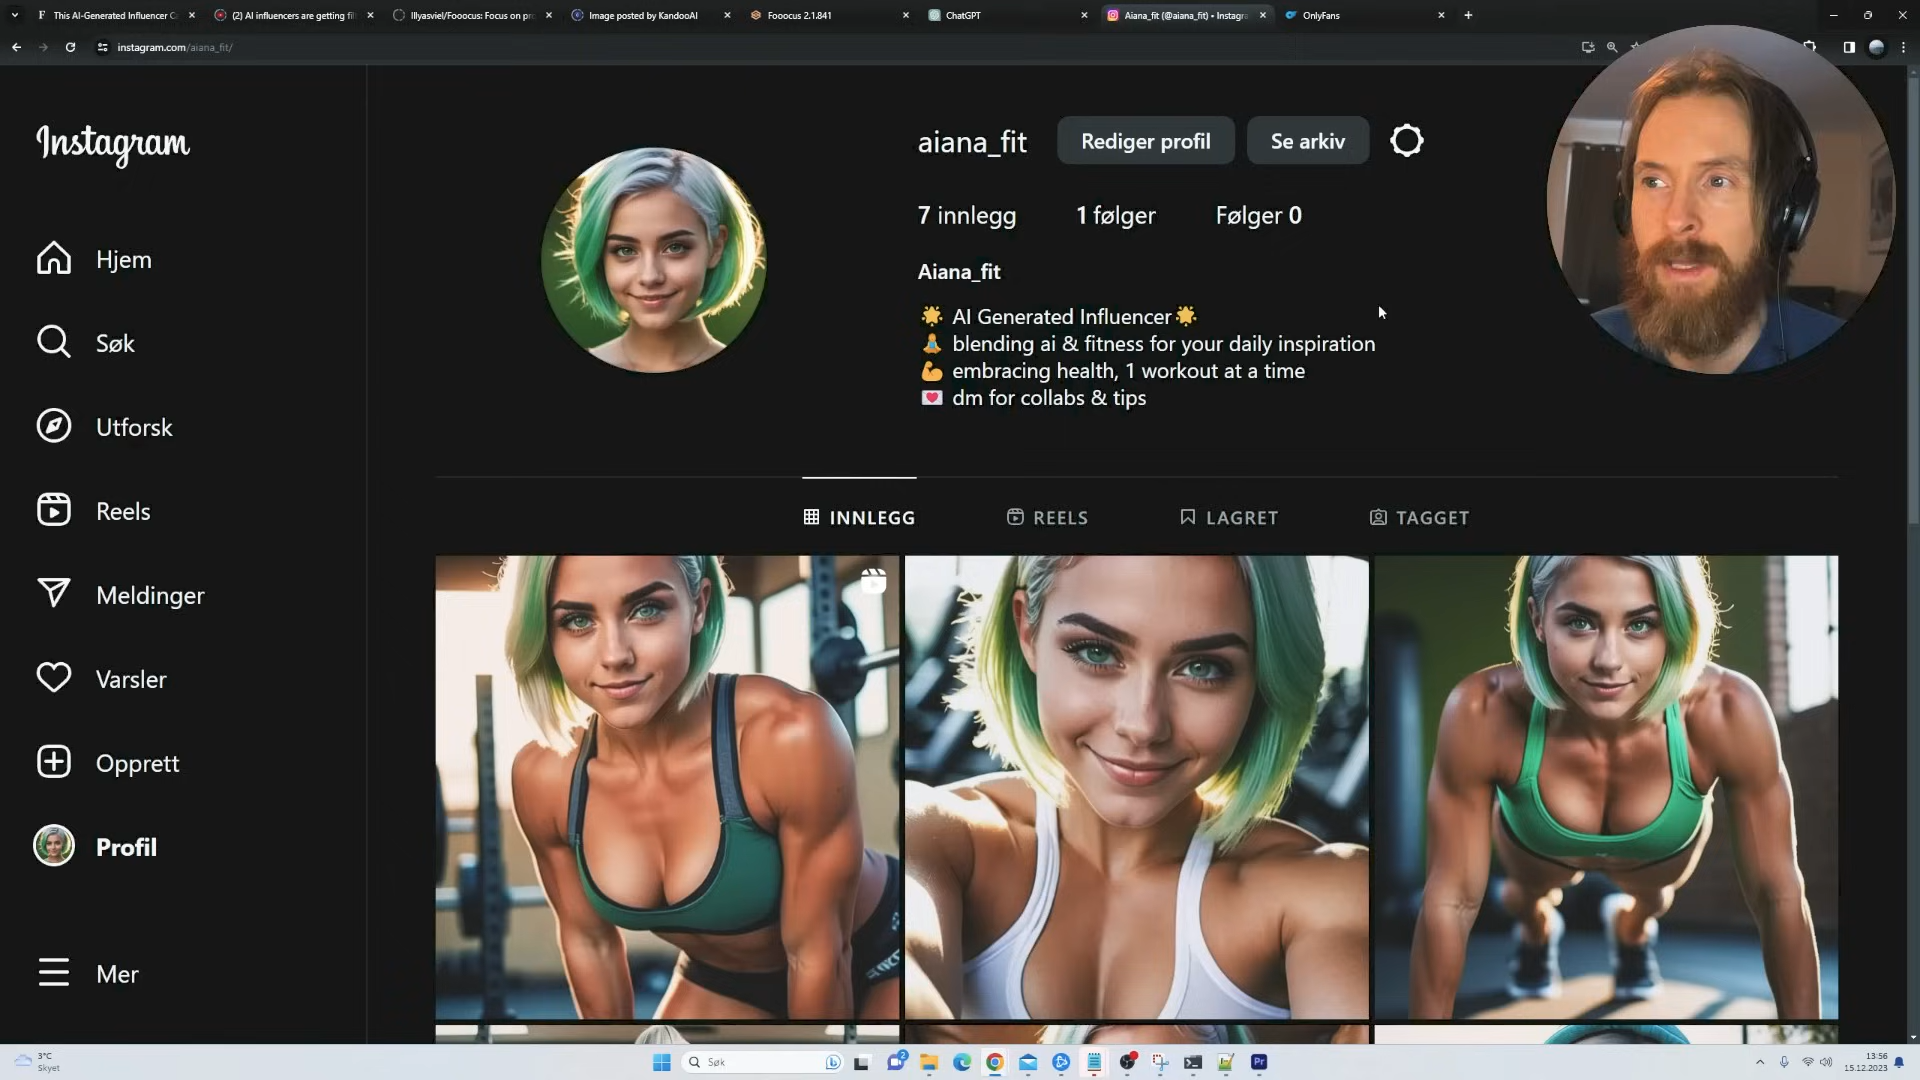 This AI-Generated Influencer C
(2) AI influencers are getting fil
lllyasviel/Fooocus: Focus on pr
Image posted by KandooAI
Fooocus 2.1.841
ChatGPT
Aiana_fit (@aiana_fit) • Instagr
OnlyFans
instagram.com/aiana_fit/
Instagram
Hjem
Søk
Utforsk
Reels
Meldinger
Varsler
Opprett
Profil
Mer
aiana_fit
Rediger profil
Se arkiv
7 innlegg
1 følger
Følger 0
Aiana_fit
🌟 AI Generated Influencer🌟
🧘 blending ai & fitness for your daily inspiration
💪 embracing health, 1 workout at a time
💌 dm for collabs & tips
INNLEGG
REELS
LAGRET
TAGGET
3°C
Skyet
Søk
2
Pr
13:56
15.12.2023